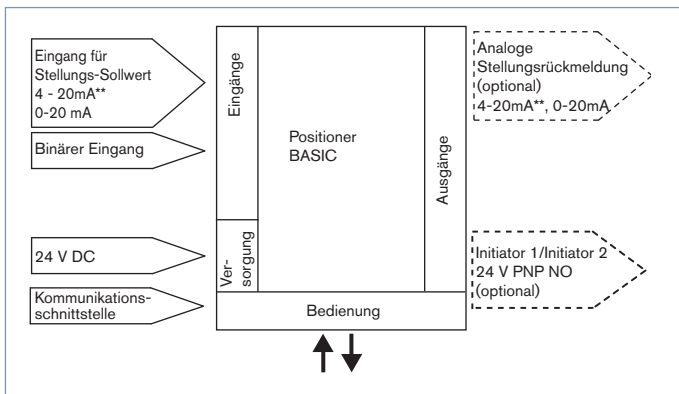 Eingang für
Stellungs-Sollwert
4 - 20mA**
0-20 mA
Binärer Eingang
24 V DC
Kommunikations-
schnittstelle
Eingänge
Ver-
sorgung
Positioner
BASIC
Ausgänge
Bedienung
Analoge
Stellungsrückmeldung
(optional)
4-20mA**, 0-20mA
Initiator 1/Initiator 2
24 V PNP NO
(optional)